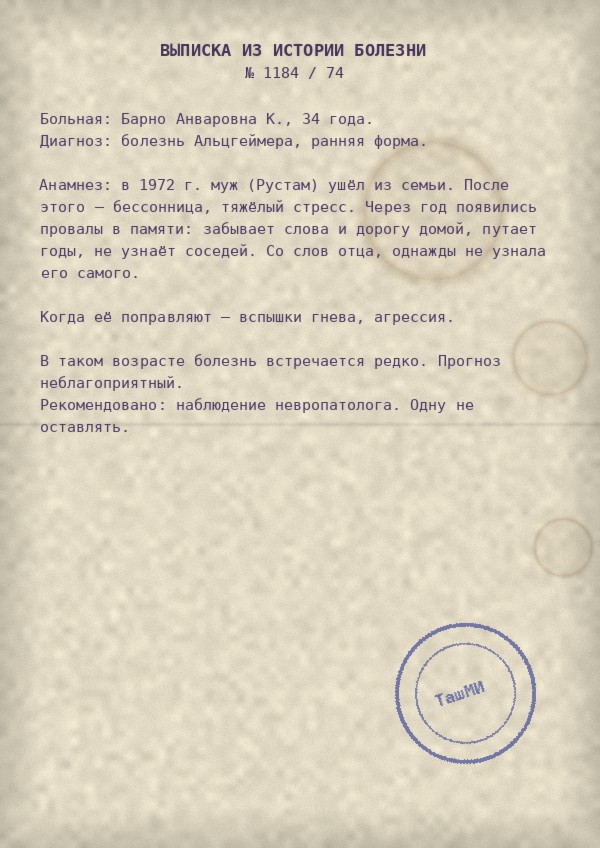 ВЫПИСКА ИЗ ИСТОРИИ БОЛЕЗНИ
№ 1184 / 74
Больная: Барно Анваровна К., 34 года.
Диагноз: болезнь Альцгеймера, ранняя форма.
Анамнез: в 1972 г. муж (Рустам) ушёл из семьи. После
этого — бессонница, тяжёлый стресс. Через год появились
провалы в памяти: забывает слова и дорогу домой, путает
годы, не узнаёт соседей. Со слов отца, однажды не узнала
его самого.
Когда её поправляют — вспышки гнева, агрессия.
В таком возрасте болезнь встречается редко. Прогноз
неблагоприятный.
Рекомендовано: наблюдение невропатолога. Одну не
оставлять.
ТашМИ